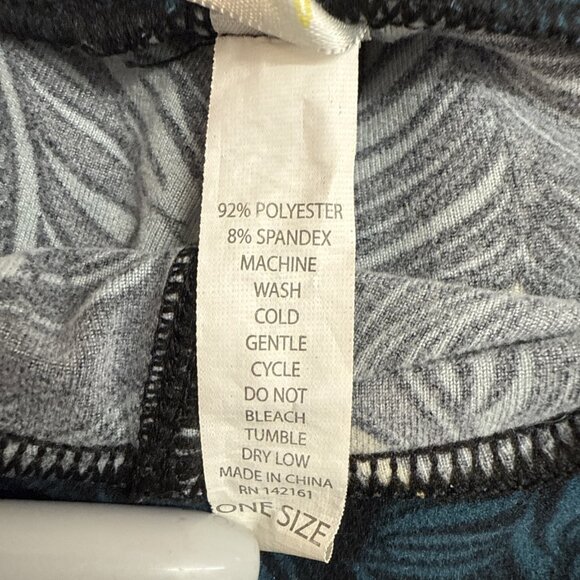 92% POLYESTER
8% SPANDEX
MACHINE
WASH
COLD
GENTLE
CYCLE
DO NOT
BLEACH
TUMBLE
DRY LOW
MADE IN CHINA
RN 142161
ONE SIZE